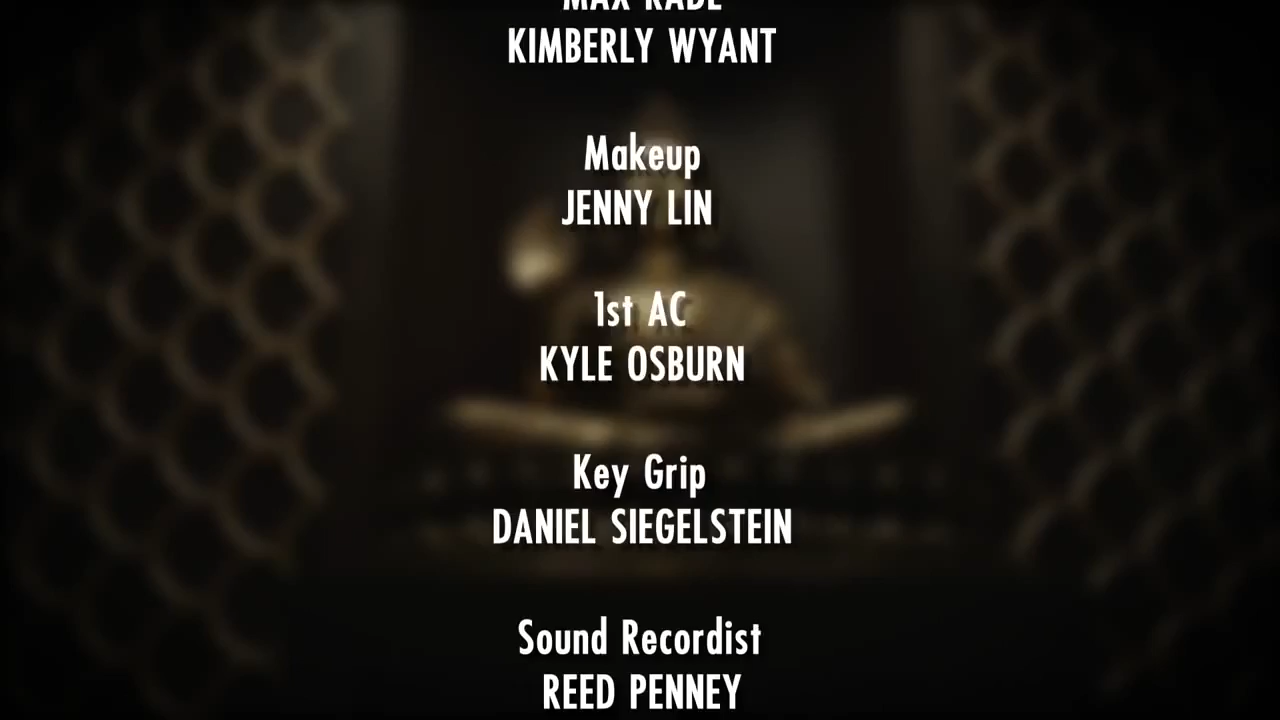 KIMBERLY WYANT
Makeup
JENNY LIN
1st AC
KYLE OSBURN
Key Grip
DANIEL SIEGELSTEIN
Sound Recordist
REED PENNEY